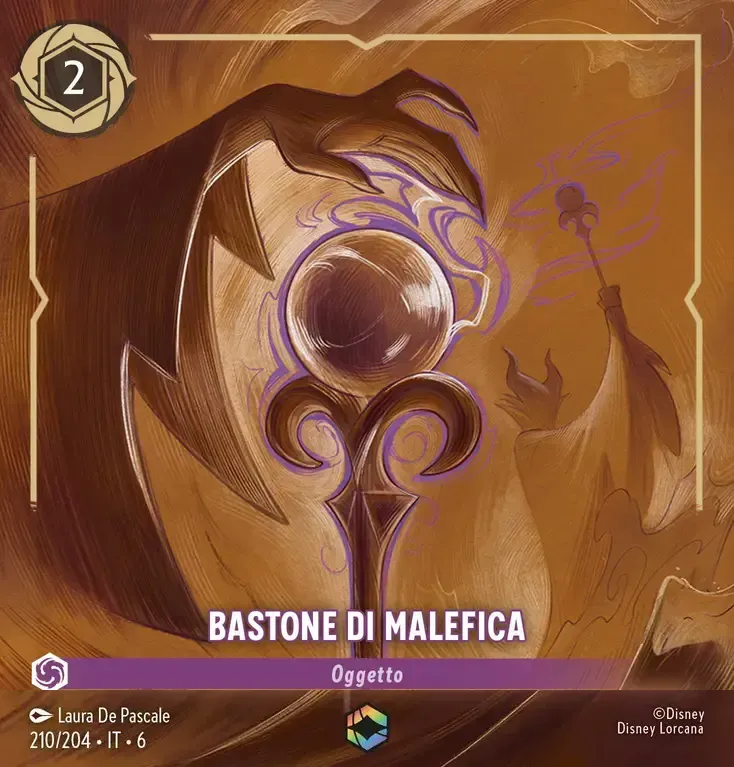 2
BASTONE DI MALEFICA
Oggetto
Laura De Pascale
©Disney
210/204 • IT • 6
Disney Lorcana